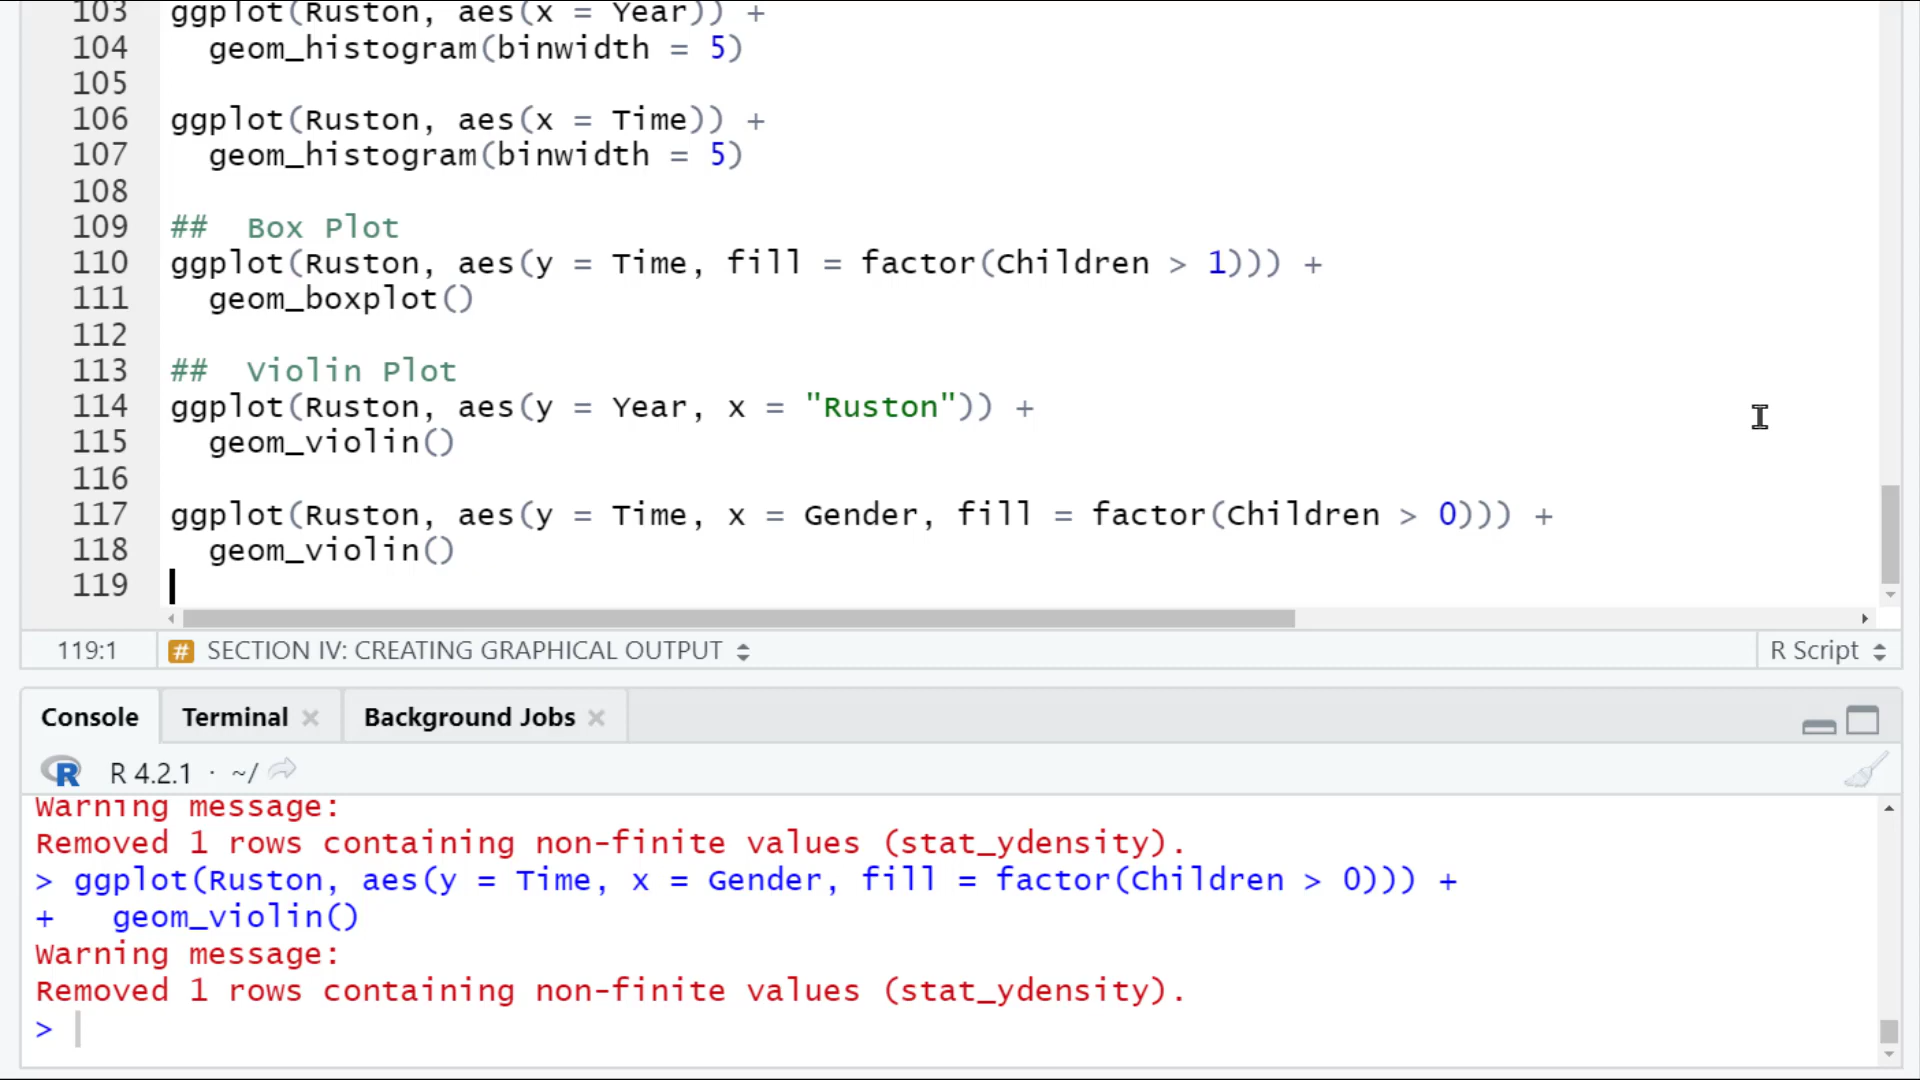 103 ggplot(Ruston, aes(x = Year)) +
104   geom_histogram(binwidth = 5)
105
106 ggplot(Ruston, aes(x = Time)) +
107   geom_histogram(binwidth = 5)
108
109 ##  Box Plot
110 ggplot(Ruston, aes(y = Time, fill = factor(Children > 1))) +
111   geom_boxplot()
112
113 ##  Violin Plot
114 ggplot(Ruston, aes(y = Year, x = "Ruston")) +
115   geom_violin()
116
117 ggplot(Ruston, aes(y = Time, x = Gender, fill = factor(Children > 0))) +
118   geom_violin()
119
119:1 # SECTION IV: CREATING GRAPHICAL OUTPUT R Script
Console Terminal Background Jobs
R R 4.2.1 · ~/
Warning message:
Removed 1 rows containing non-finite values (stat_ydensity).
> ggplot(Ruston, aes(y = Time, x = Gender, fill = factor(Children > 0))) +
+   geom_violin()
Warning message:
Removed 1 rows containing non-finite values (stat_ydensity).
>